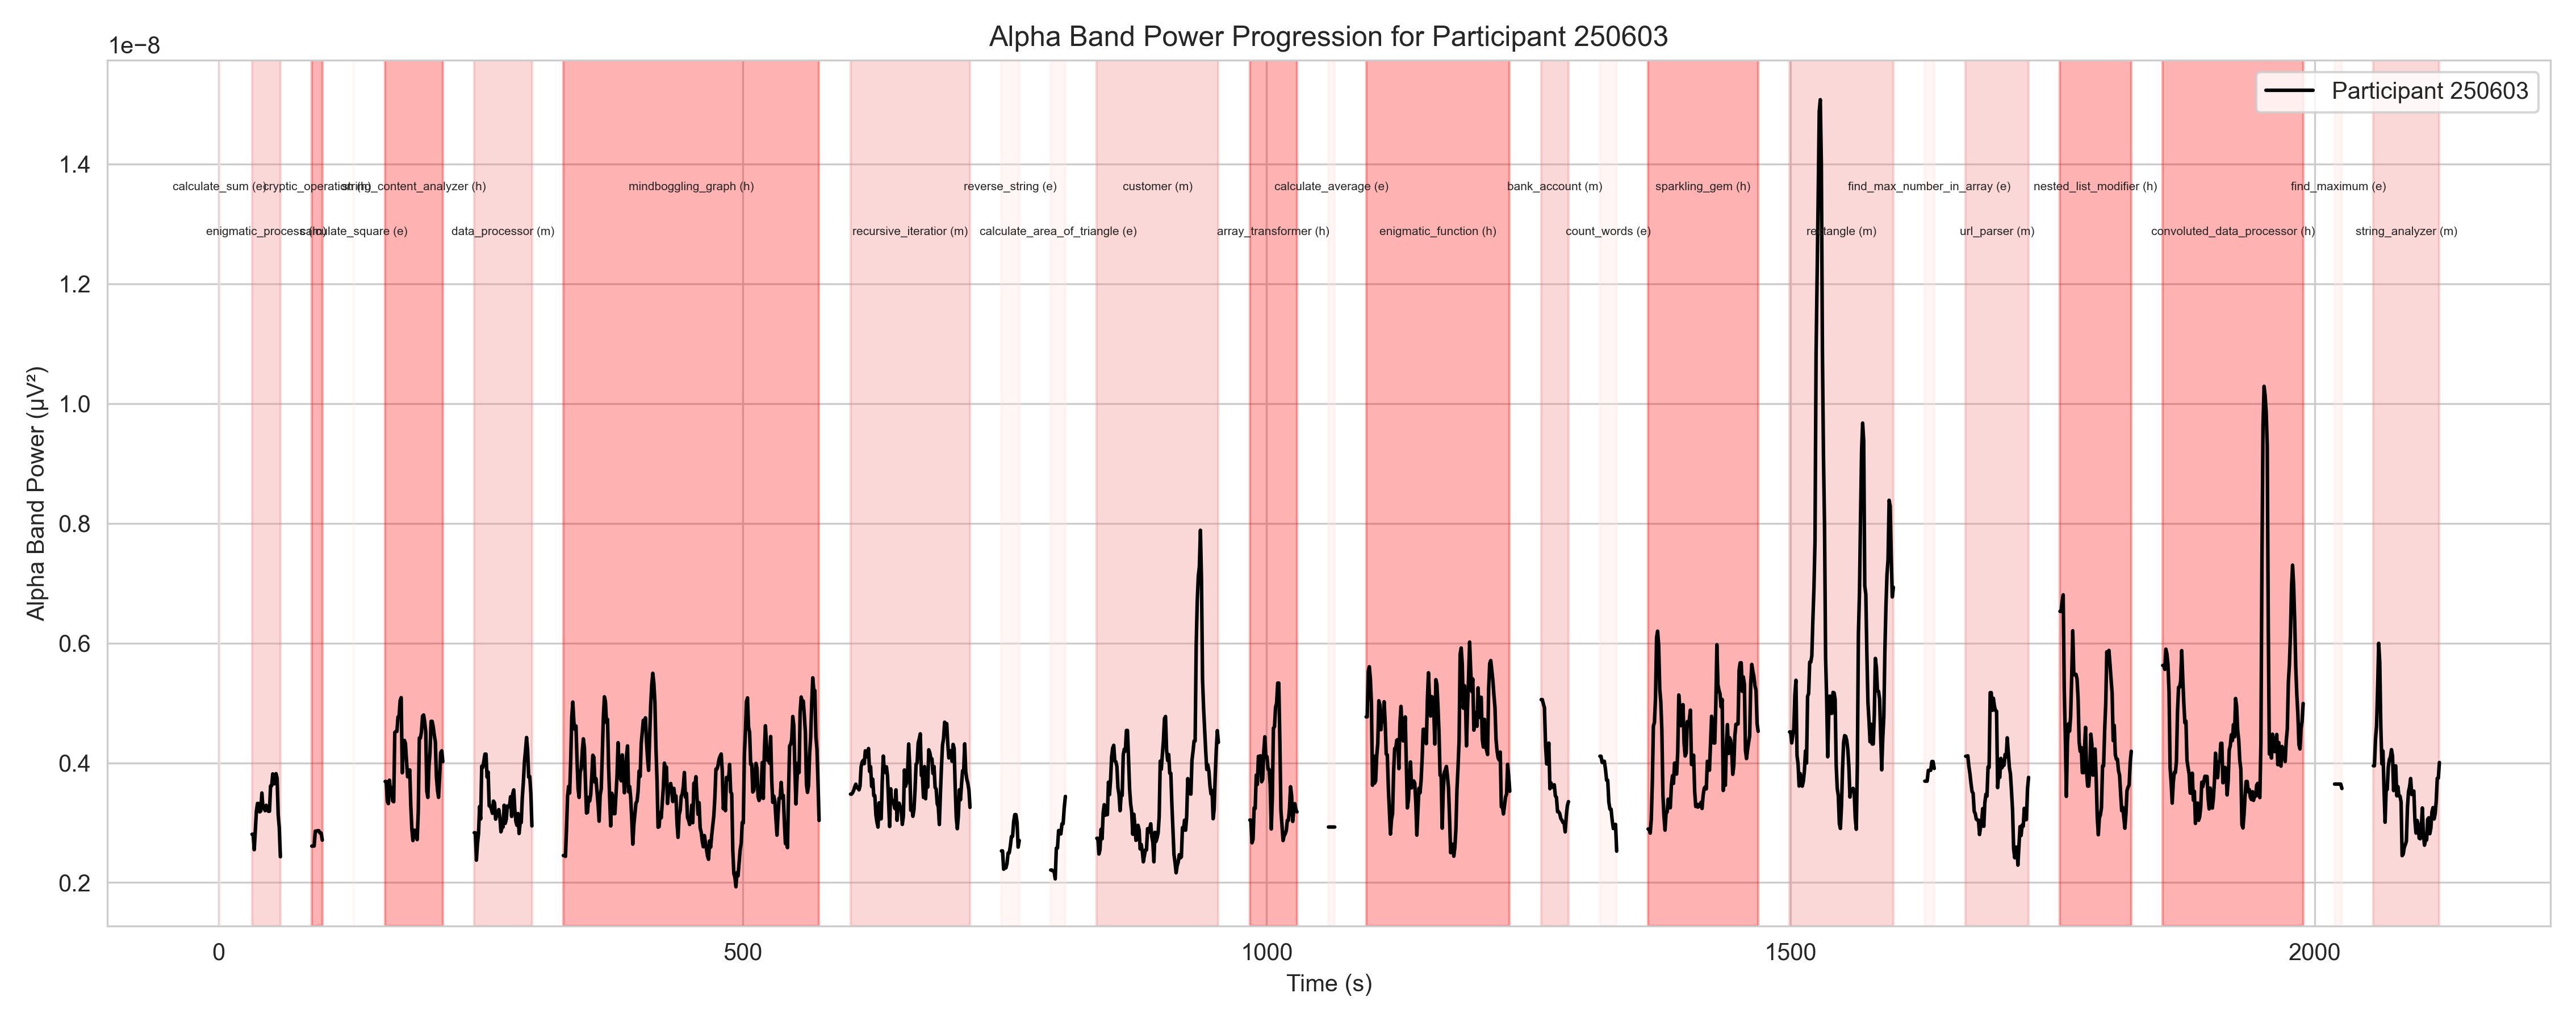 Alpha Band Power Progression for Participant 250603
1e−8
Participant 250603
calculate_sum (e)
cryptic_operation (h)
string_content_analyzer (h)
mindboggling_graph (h)
reverse_string (e)
customer (m)
calculate_average (e)
bank_account (m)
sparkling_gem (h)
find_max_number_in_array (e)
nested_list_modifier (h)
find_maximum (e)
enigmatic_process (m)
calculate_square (e)
data_processor (m)
recursive_iteratior (m)
calculate_area_of_triangle (e)
array_transformer (h)
enigmatic_function (h)
count_words (e)
rectangle (m)
url_parser (m)
convoluted_data_processor (h)
string_analyzer (m)
Alpha Band Power (μV²)
1.4
1.2
1.0
0.8
0.6
0.4
0.2
0
500
1000
1500
2000
Time (s)